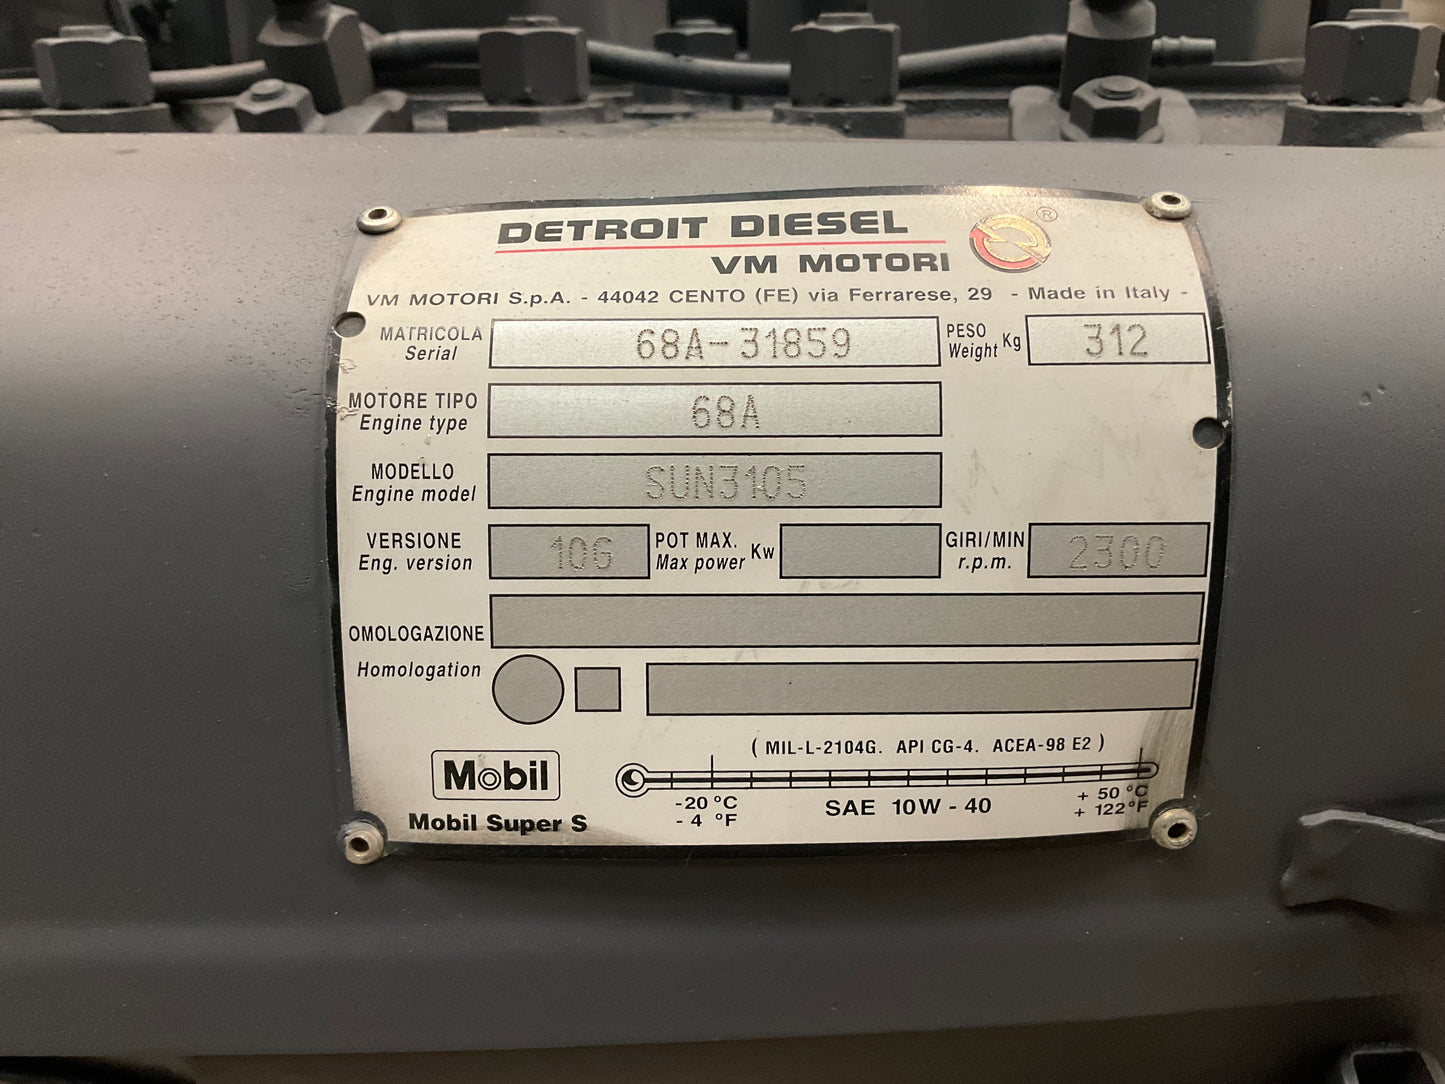 DETROIT DIESEL ®
VM MOTORI
VM MOTORI S.p.A. - 44042 CENTO (FE) via Ferrarese, 29 - Made in Italy -
MATRICOLA 68A-31859 PESO Kg 312
Serial Weight
MOTORE TIPO 68A
Engine type
MODELLO SUN3105
Engine model
VERSIONE 10G POT MAX. Kw GIRI/MIN 2300
Eng. version Max power r.p.m.
OMOLOGAZIONE
Homologation
( MIL-L-2104G. API CG-4. ACEA-98 E2 )
Mobil
-20 °C SAE 10W - 40 + 50 °C
Mobil Super S - 4 °F + 122°F